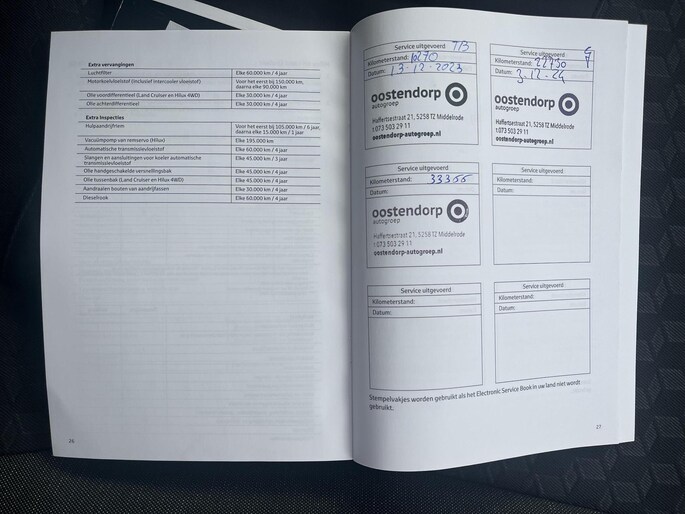 Extra vervangingen
Luchtfilter Elke 60.000 km / 4 jaar
Motorkoelvloeistof (inclusief intercooler vloeistof) Voor het eerst bij 150.000 km,
daarna elke 90.000 km
Olie voordifferentieel (Land Cruiser en Hilux 4WD) Elke 30.000 km / 4 jaar
Olie achterdifferentieel Elke 30.000 km / 4 jaar
Extra inspecties
Hulpaandrijfriem Voor het eerst bij 105.000 km / 6 jaar,
daarna elke 15.000 km / 1 jaar
Vacuümpomp van remservo (Hilux) Elke 195.000 km
Automatische transmissievloeistof Elke 60.000 km / 4 jaar
Slangen en aansluitingen voor koeler automatische
transmissievloeistof Elke 45.000 km / 3 jaar
Olie handgeschakelde versnellingsbak Elke 45.000 km / 4 jaar
Olie tussenbak (Land Cruiser en Hilux 4WD) Elke 45.000 km / 4 jaar
Aandraaien bouten van aandrijfassen Elke 30.000 km / 4 jaar
Dieselrook Elke 60.000 km / 4 jaar
26
Service uitgevoerd
Kilometerstand: 10270
Datum: 13-12-2023
oostendorp
autogroep
Haffertsestraat 21, 5258 TZ Middelrode
t 073 503 29 11
oostendorp-autogroep.nl
Service uitgevoerd
Kilometerstand: 22790
Datum: 3-12-24
oostendorp
autogroep
Haffertsestraat 21, 5258 TZ Middelrode
t 073 503 29 11
oostendorp-autogroep.nl
Service uitgevoerd
Kilometerstand: 33355
Datum:
oostendorp
autogroep
Haffertsestraat 21, 5258 TZ Middelrode
t 073 503 29 11
oostendorp-autogroep.nl
Service uitgevoerd
Kilometerstand:
Datum:
Service uitgevoerd
Kilometerstand:
Datum:
Service uitgevoerd
Kilometerstand:
Datum:
Stempelvakjes worden gebruikt als het Electronic Service Book in uw land niet wordt
gebruikt.
27